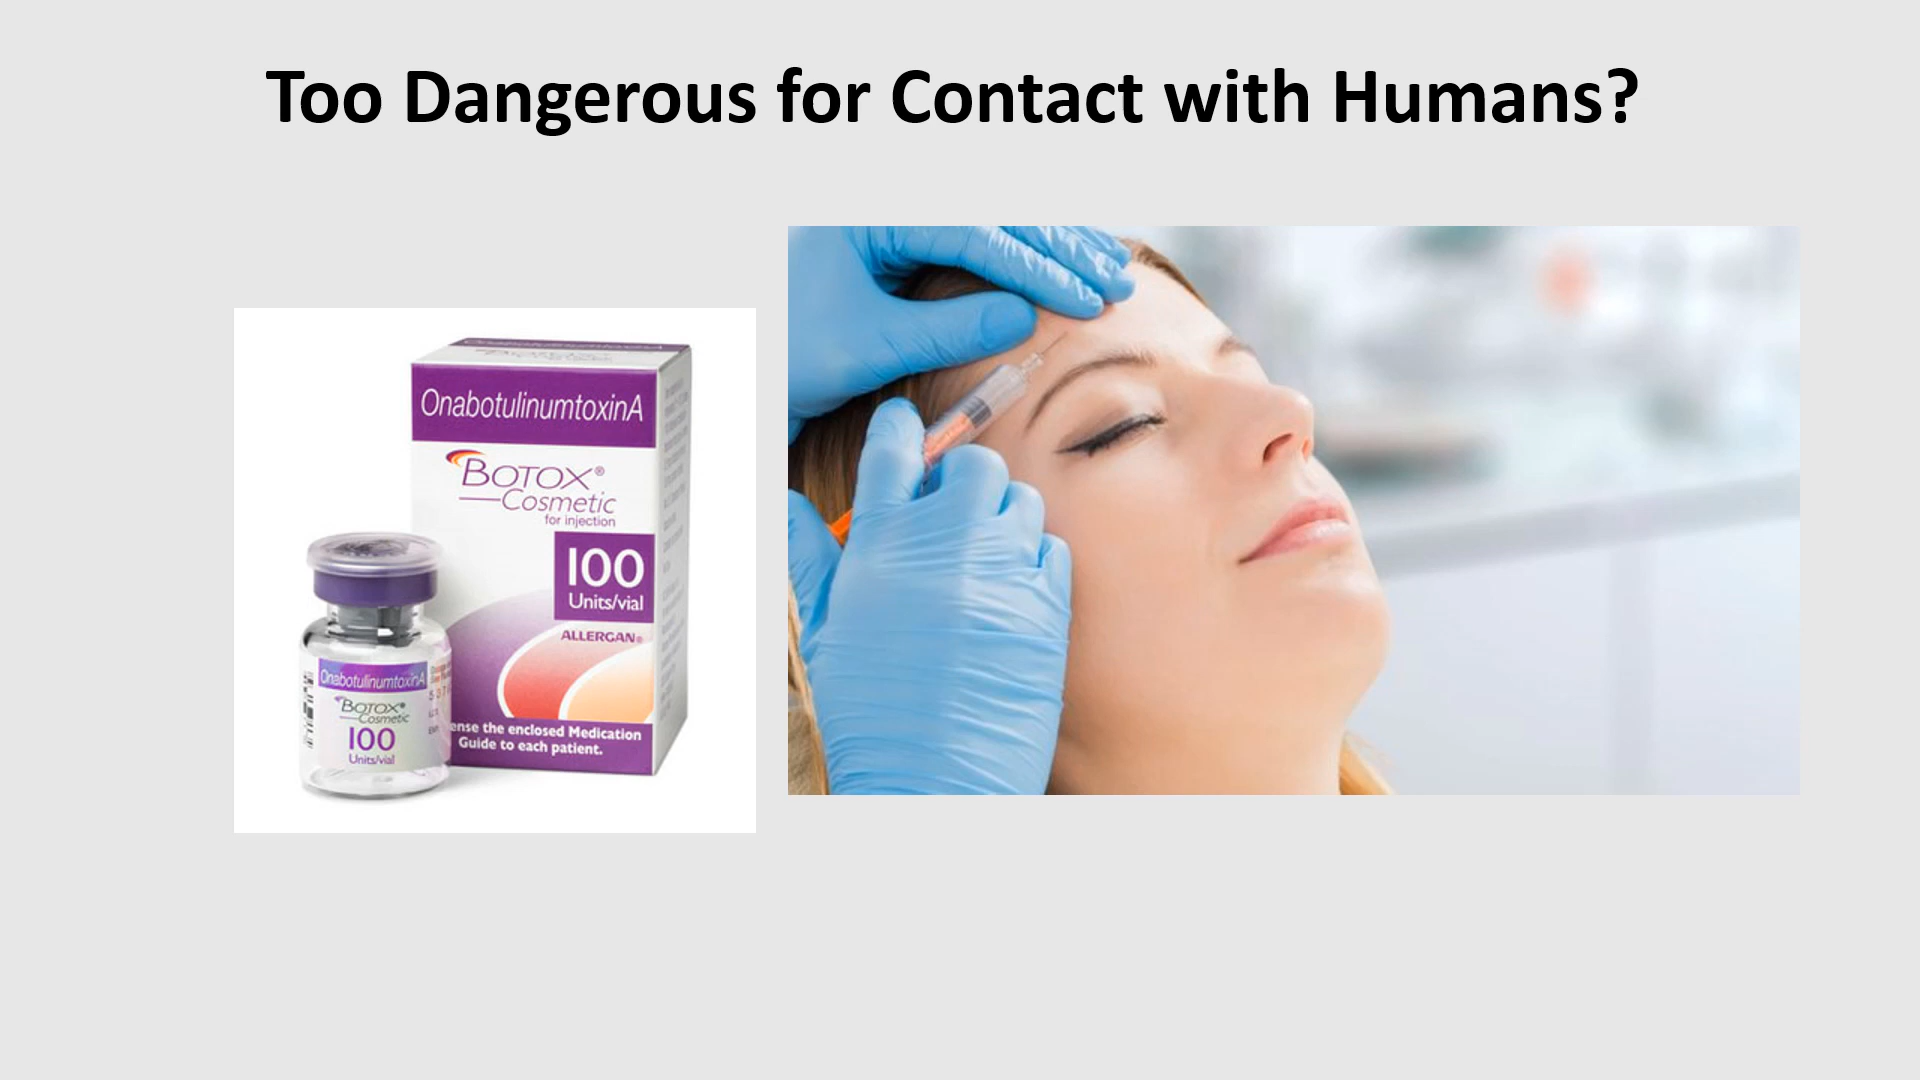 Too Dangerous for Contact with Humans?
OnabotulinumtoxinA
BOTOX®
Cosmetic
for injection
100
Units/vial
ALLERGAN®
ense the enclosed Medication
Guide to each patient.
OnabotulinumtoxinA
BOTOX®
Cosmetic
100
Units/vial